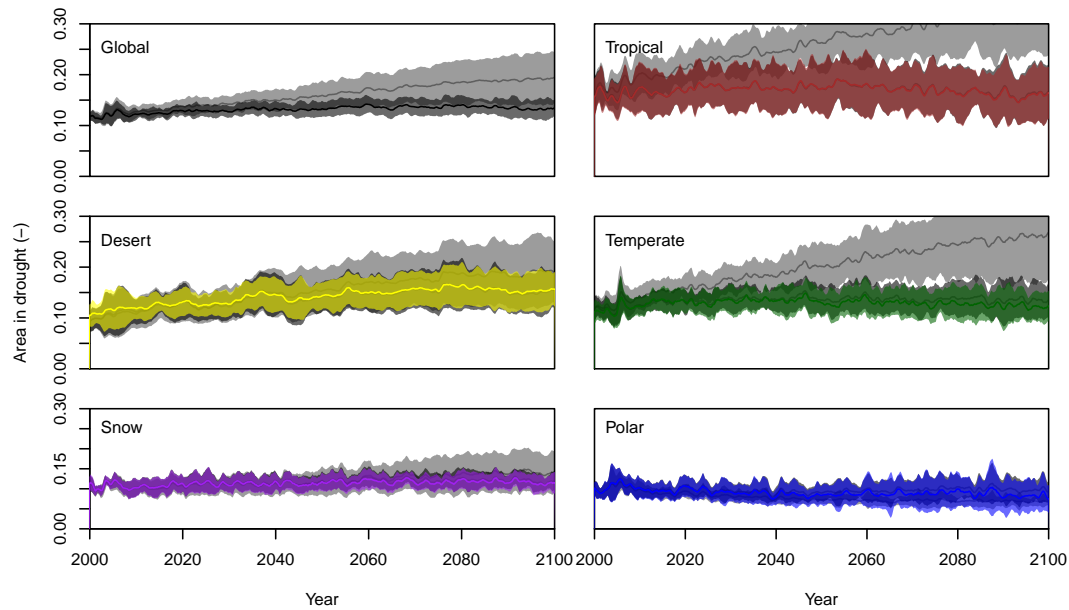 Global
Tropical
0.00 0.10 0.20 0.30
Desert
Temperate
0.00 0.10 0.20 0.30
Area in drought (−)
Snow
Polar
0.00 0.15 0.30
2000 2020 2040 2060 2080 2100
2000 2020 2040 2060 2080 2100
Year
Year